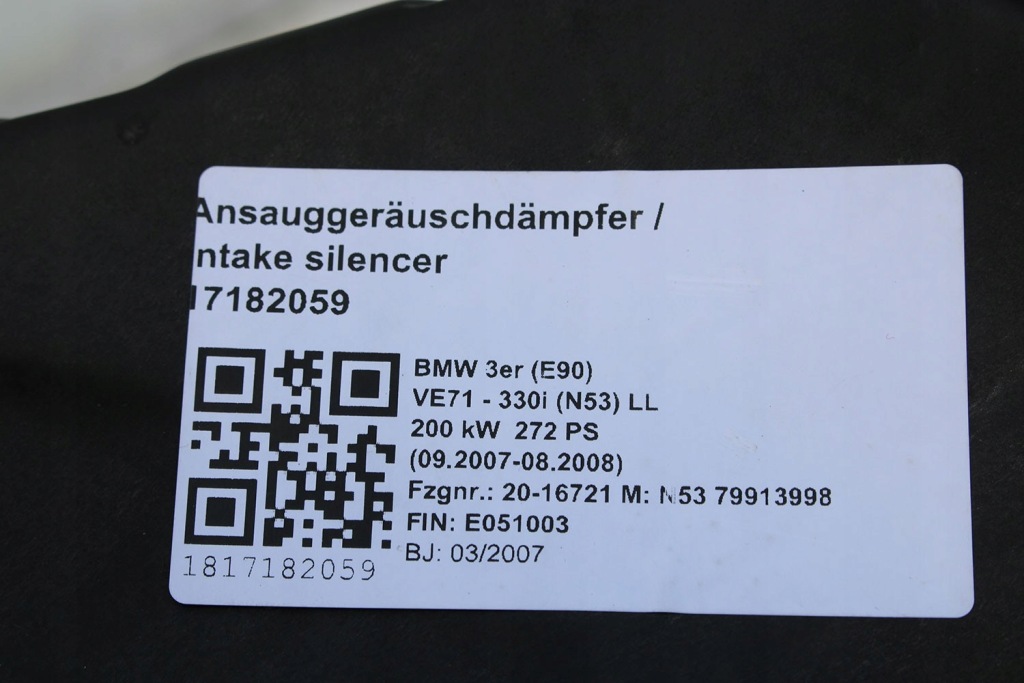 Ansauggeräuschdämpfer /
ntake silencer
17182059
BMW 3er (E90)
VE71 - 330i (N53) LL
200 kW 272 PS
(09.2007-08.2008)
Fzgnr.: 20-16721 M: N53 79913998
FIN: E051003
BJ: 03/2007
1817182059